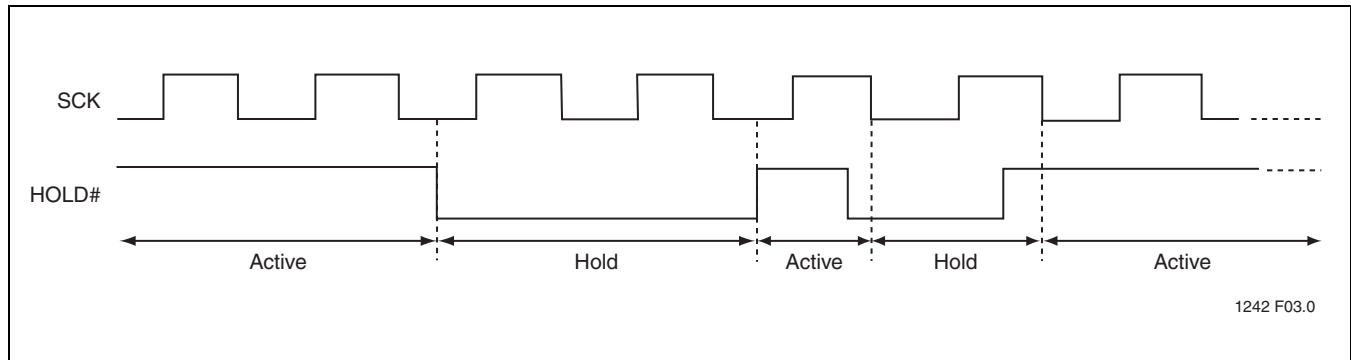 SCK
HOLD#
Active Hold Active Hold Active
1242 F03.0